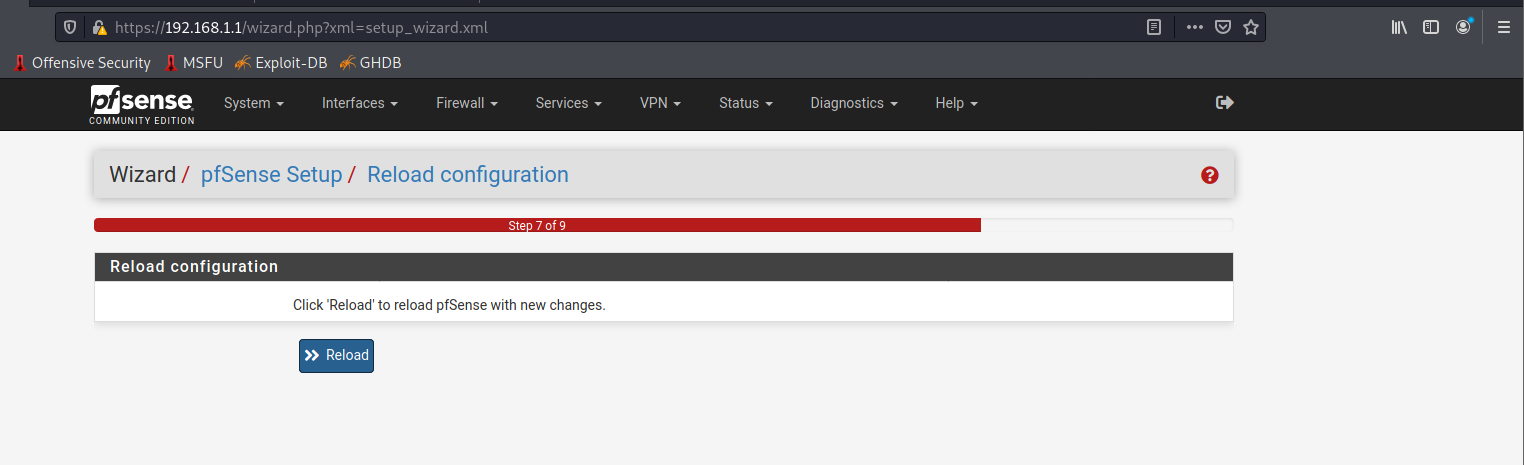 https://192.168.1.1/wizard.php?xml=setup_wizard.xml
Offensive Security MSFU Exploit-DB GHDB
pfsense System Interfaces Firewall Services VPN Status Diagnostics Help
COMMUNITY EDITION
Wizard / pfSense Setup / Reload configuration ?
Step 7 of 9
Reload configuration
Click 'Reload' to reload pfSense with new changes.
Reload